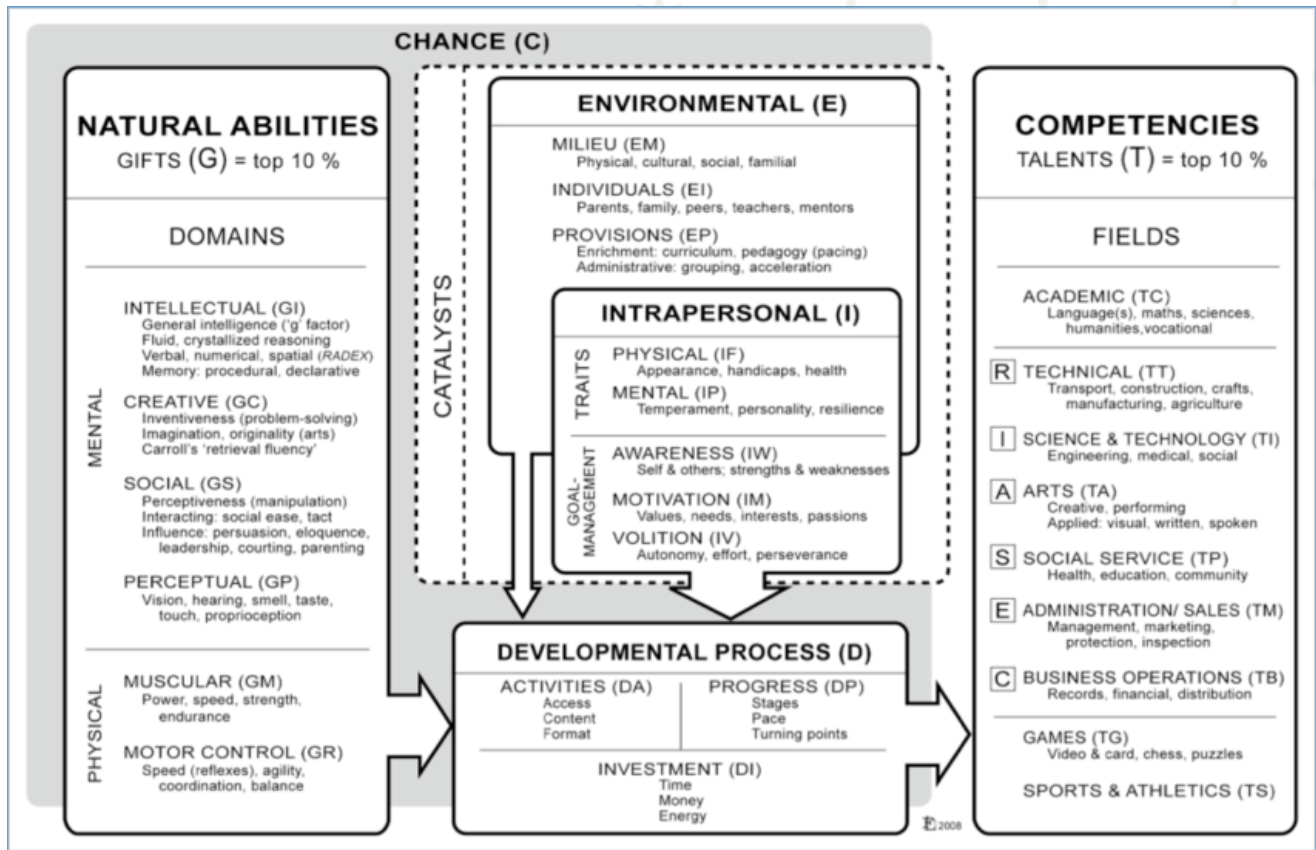 CHANCE (C)
NATURAL ABILITIES
GIFTS (G) = top 10 %
DOMAINS
MENTAL
INTELLECTUAL (GI)
General intelligence (‘g’ factor)
Fluid, crystallized reasoning
Verbal, numerical, spatial (RADEX)
Memory: procedural, declarative
CREATIVE (GC)
Inventiveness (problem-solving)
Imagination, originality (arts)
Carroll’s ‘retrieval fluency’
SOCIAL (GS)
Perceptiveness (manipulation)
Interacting: social ease, tact
Influence: persuasion, eloquence,
leadership, courting, parenting
PERCEPTUAL (GP)
Vision, hearing, smell, taste,
touch, proprioception
PHYSICAL
MUSCULAR (GM)
Power, speed, strength,
endurance
MOTOR CONTROL (GR)
Speed (reflexes), agility,
coordination, balance
CATALYSTS
ENVIRONMENTAL (E)
MILIEU (EM)
Physical, cultural, social, familial
INDIVIDUALS (EI)
Parents, family, peers, teachers, mentors
PROVISIONS (EP)
Enrichment: curriculum, pedagogy (pacing)
Administrative: grouping, acceleration
INTRAPERSONAL (I)
TRAITS
PHYSICAL (IF)
Appearance, handicaps, health
MENTAL (IP)
Temperament, personality, resilience
GOAL-
MANAGEMENT
AWARENESS (IW)
Self & others; strengths & weaknesses
MOTIVATION (IM)
Values, needs, interests, passions
VOLITION (IV)
Autonomy, effort, perseverance
DEVELOPMENTAL PROCESS (D)
ACTIVITIES (DA)
Access
Content
Format
PROGRESS (DP)
Stages
Pace
Turning points
INVESTMENT (DI)
Time
Money
Energy
2008
COMPETENCIES
TALENTS (T) = top 10 %
FIELDS
ACADEMIC (TC)
Language(s), maths, sciences,
humanities,vocational
R TECHNICAL (TT)
Transport, construction, crafts,
manufacturing, agriculture
I SCIENCE & TECHNOLOGY (TI)
Engineering, medical, social
A ARTS (TA)
Creative, performing
Applied: visual, written, spoken
S SOCIAL SERVICE (TP)
Health, education, community
E ADMINISTRATION/ SALES (TM)
Management, marketing,
protection, inspection
C BUSINESS OPERATIONS (TB)
Records, financial, distribution
GAMES (TG)
Video & card, chess, puzzles
SPORTS & ATHLETICS (TS)